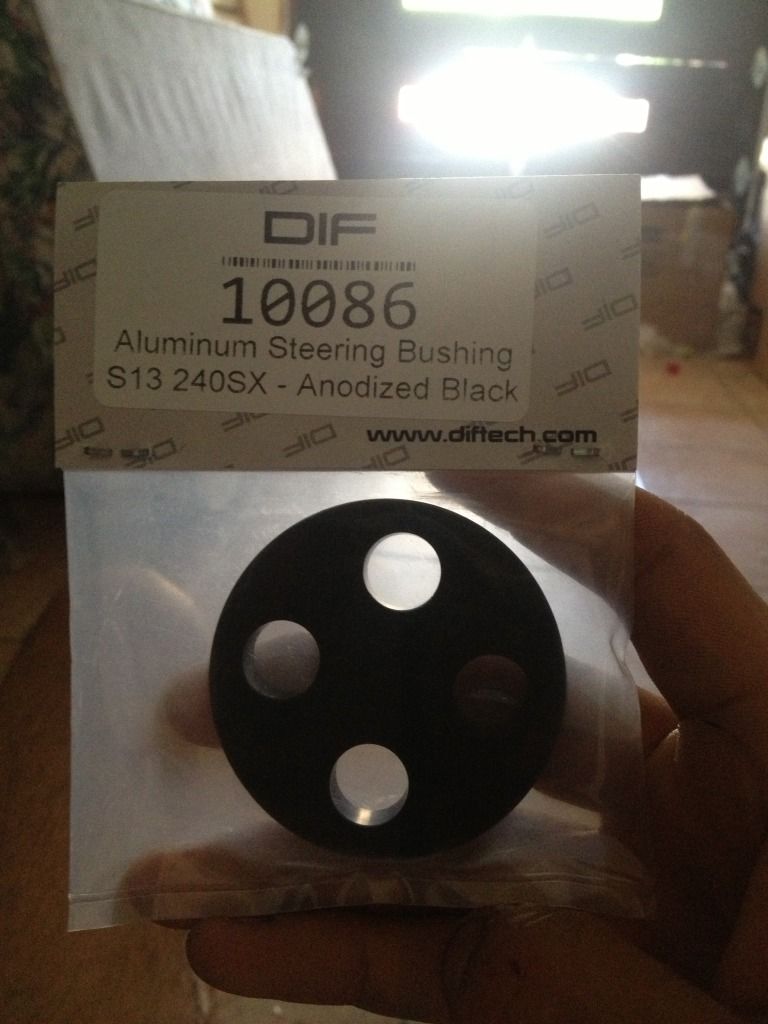 DIF
10086
Aluminum Steering Bushing
S13 240SX - Anodized Black
www.diftech.com